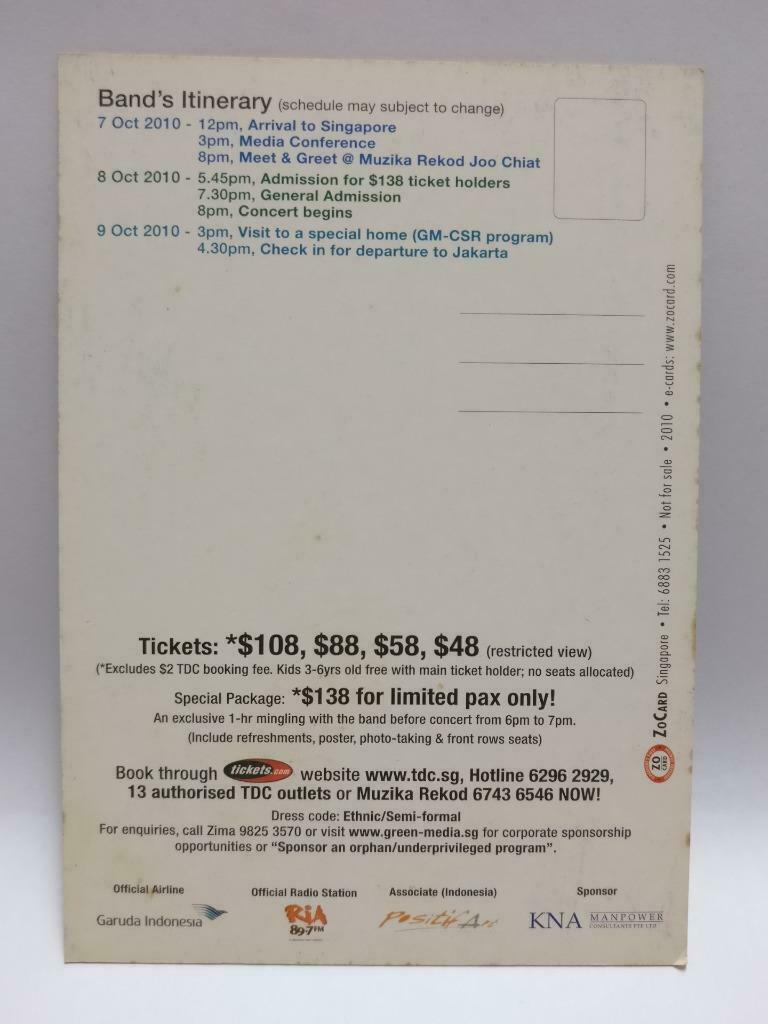 Band's Itinerary (schedule may subject to change)
7 Oct 2010 - 12pm, Arrival to Singapore
3pm, Media Conference
8pm, Meet & Greet @ Muzika Rekod Joo Chiat
8 Oct 2010 - 5.45pm, Admission for $138 ticket holders
7.30pm, General Admission
8pm, Concert begins
9 Oct 2010 - 3pm, Visit to a special home (GM-CSR program)
4.30pm, Check in for departure to Jakarta
ZOCARD Singapore • Tel: 6883 1525 • Not for sale • 2010 • e-cards: www.zocard.com
ZO CARD
Tickets: *$108, $88, $58, $48 (restricted view)
(*Excludes $2 TDC booking fee. Kids 3-6yrs old free with main ticket holder; no seats allocated)
Special Package: *$138 for limited pax only!
An exclusive 1-hr mingling with the band before concert from 6pm to 7pm.
(Include refreshments, poster, photo-taking & front rows seats)
Book through tickets.com website www.tdc.sg, Hotline 6296 2929,
13 authorised TDC outlets or Muzika Rekod 6743 6546 NOW!
Dress code: Ethnic/Semi-formal
For enquiries, call Zima 9825 3570 or visit www.green-media.sg for corporate sponsorship
opportunities or “Sponsor an orphan/underprivileged program”.
Official Airline
Garuda Indonesia
Official Radio Station
RiA
89.7FM
Associate (Indonesia)
PositifArt
Sponsor
KNA MANPOWER
CONSULTANTS PTE LTD